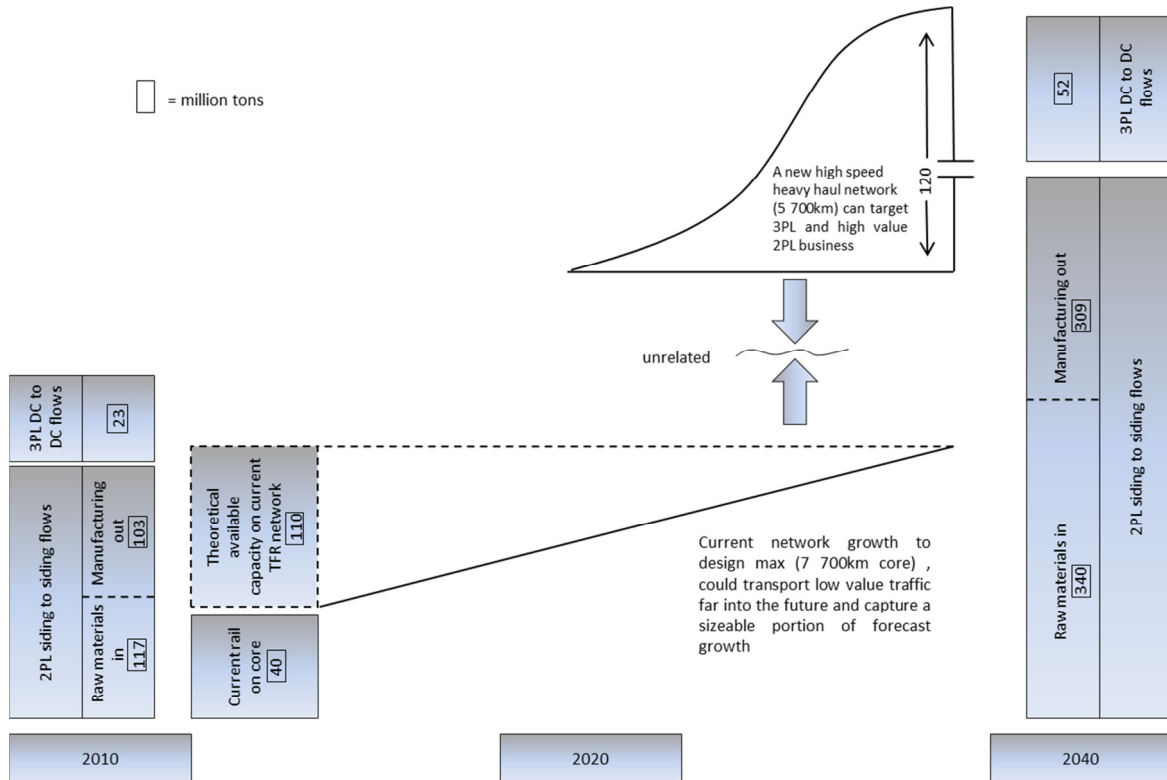 = million tons
A new high speed
heavy haul network
(5 700km) can target
3PL and high value
2PL business
120
52
3PL DC to DC
flows
unrelated
Manufacturing out
309
Raw materials in
340
2PL siding to siding flows
3PL DC to
DC flows
23
2PL siding to siding flows
Manufacturing
out
103
Raw materials
in
117
Theoretical
available
capacity on current
TFR network
110
Current rail
on core
40
Current network growth to
design max (7 700km core) ,
could transport low value traffic
far into the future and capture a
sizeable portion of forecast
growth
2010
2020
2040